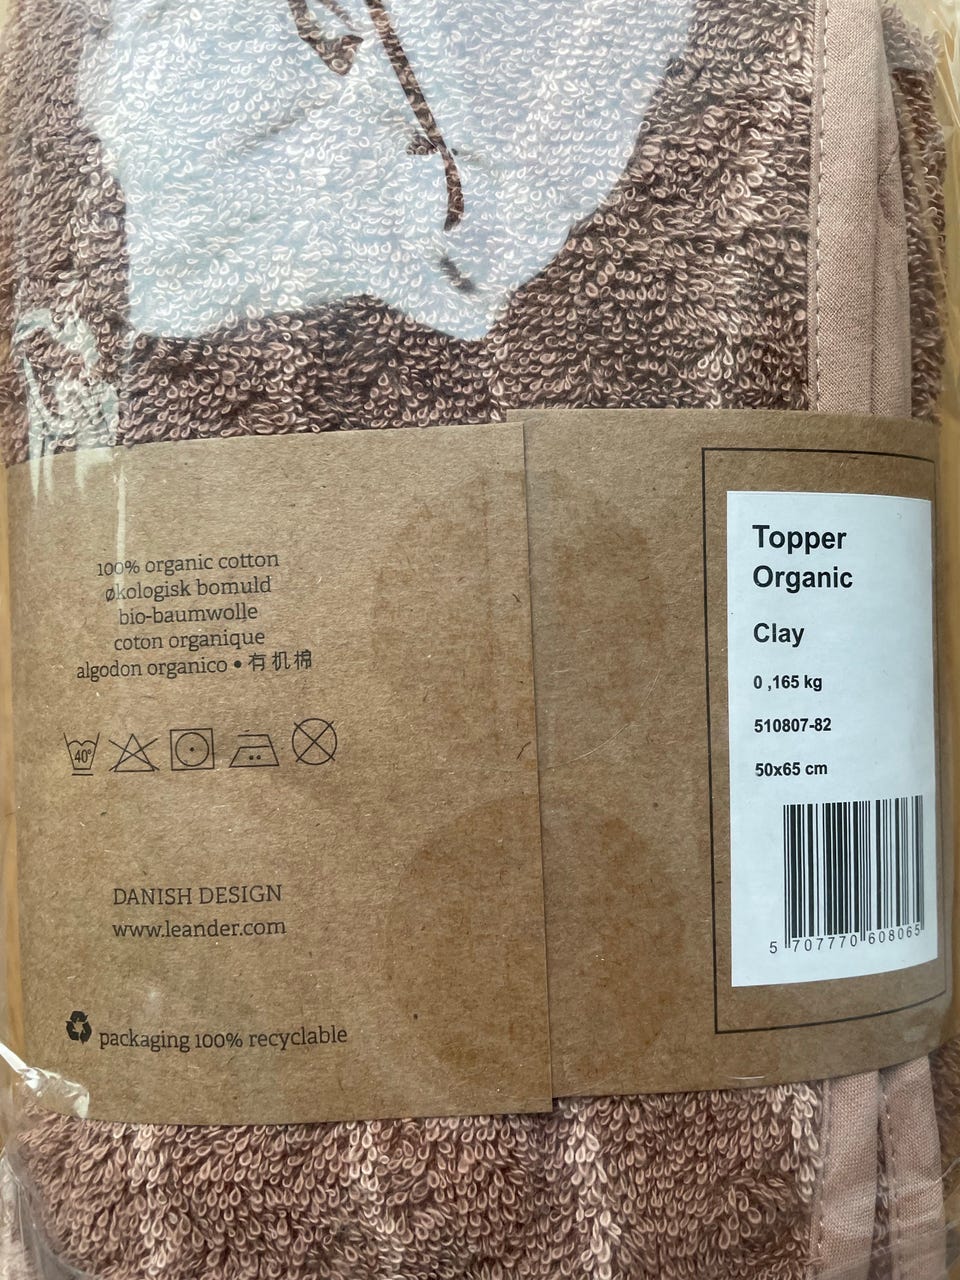 100% organic cotton
økologisk bomuld
bio-baumwolle
coton organique
algodon organico • 有机棉
40°
DANISH DESIGN
www.leander.com
packaging 100% recyclable
Topper
Organic
Clay
0 ,165 kg
510807-82
50x65 cm
5 707770 608065